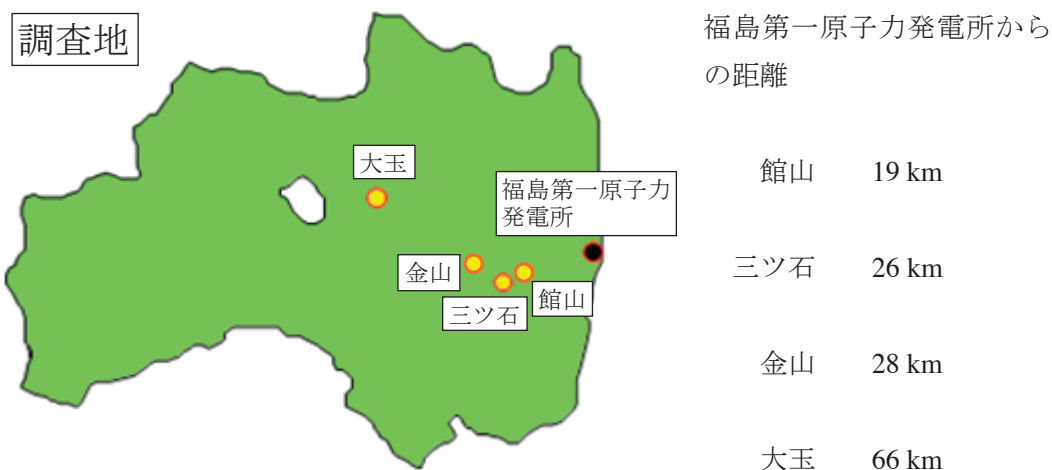 調査地
大玉
福島第一原子力
発電所
金山
三ツ石
館山
福島第一原子力発電所から
の距離
館山 19 km
三ツ石 26 km
金山 28 km
大玉 66 km